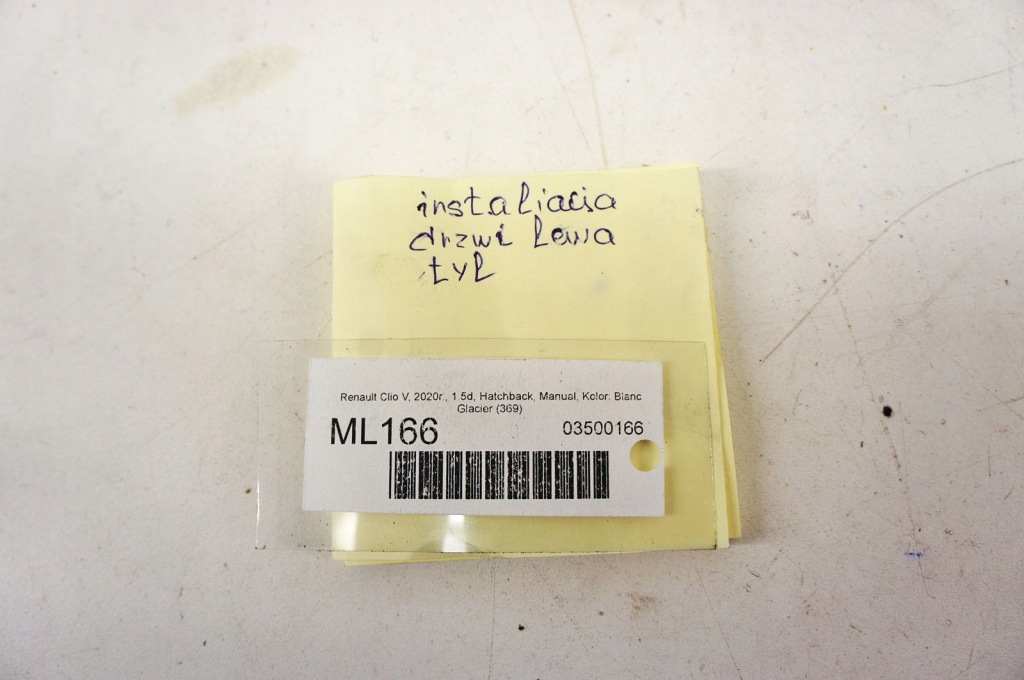 instaliacia
drzwi lewa
tyl
Renault Clio V, 2020r., 1.5d, Hatchback, Manual, Kolor: Blanc
Glacier (369)
ML166 03500166